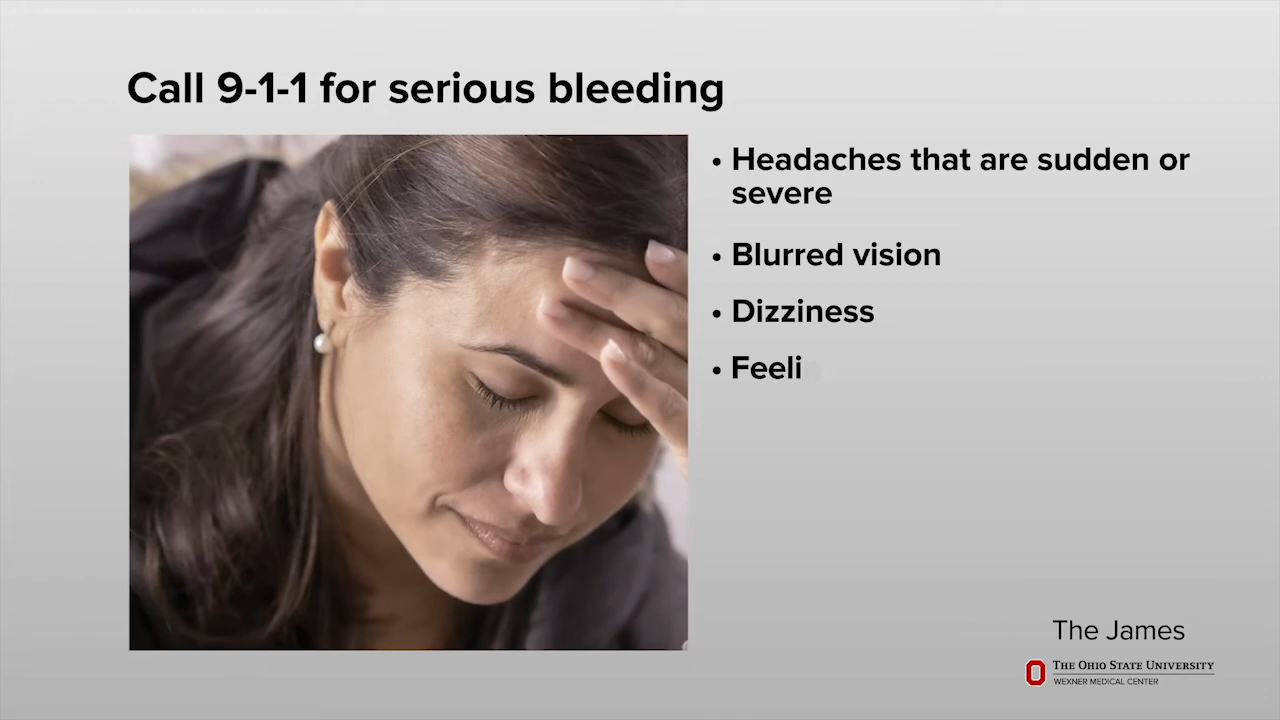 Call 9-1-1 for serious bleeding
• Headaches that are sudden or
severe
• Blurred vision
• Dizziness
• Feeli
The James
THE OHIO STATE UNIVERSITY
WEXNER MEDICAL CENTER